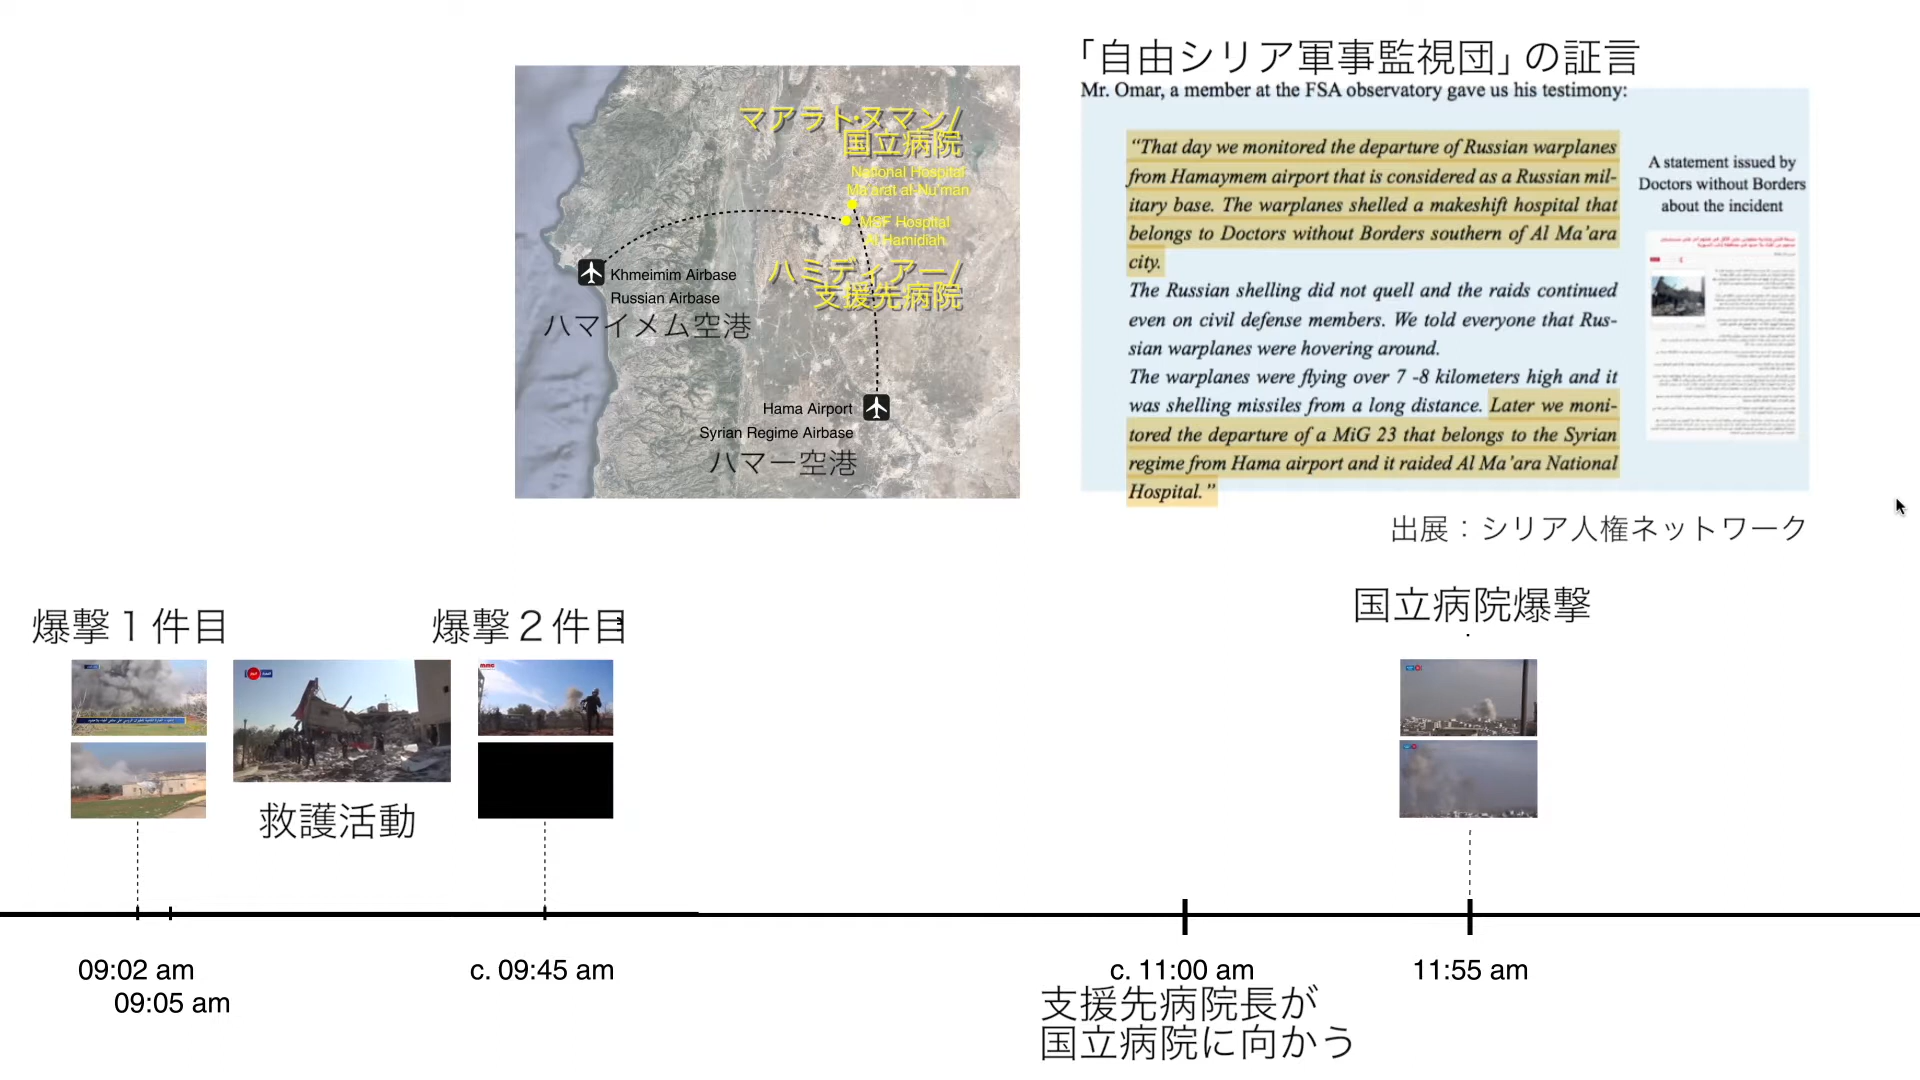 「自由シリア軍事監視団」の証言
Mr. Omar, a member at the FSA observatory gave us his testimony:
“That day we monitored the departure of Russian warplanes
from Hamaymem airport that is considered as a Russian mil-
itary base. The warplanes shelled a makeshift hospital that
belongs to Doctors without Borders southern of Al Ma’ara
city.
The Russian shelling did not quell and the raids continued
even on civil defense members. We told everyone that Rus-
sian warplanes were hovering around.
The warplanes were flying over 7 -8 kilometers high and it
was shelling missiles from a long distance. Later we moni-
tored the departure of a MiG 23 that belongs to the Syrian
regime from Hama airport and it raided Al Ma’ara National
Hospital.”
A statement issued by
Doctors without Borders
about the incident
出展：シリア人権ネットワーク
マアラト・ヌマン/
国立病院
National Hospital
Ma'arat al-Nu'man
MSF Hospital
Al Hamidiah
ハミディアー/
支援先病院
Khmeimim Airbase
Russian Airbase
ハマイメム空港
Hama Airport
Syrian Regime Airbase
ハマー空港
爆撃１件目
爆撃２件目
国立病院爆撃
救護活動
09:02 am
09:05 am
c. 09:45 am
c. 11:00 am
支援先病院長が
国立病院に向かう
11:55 am